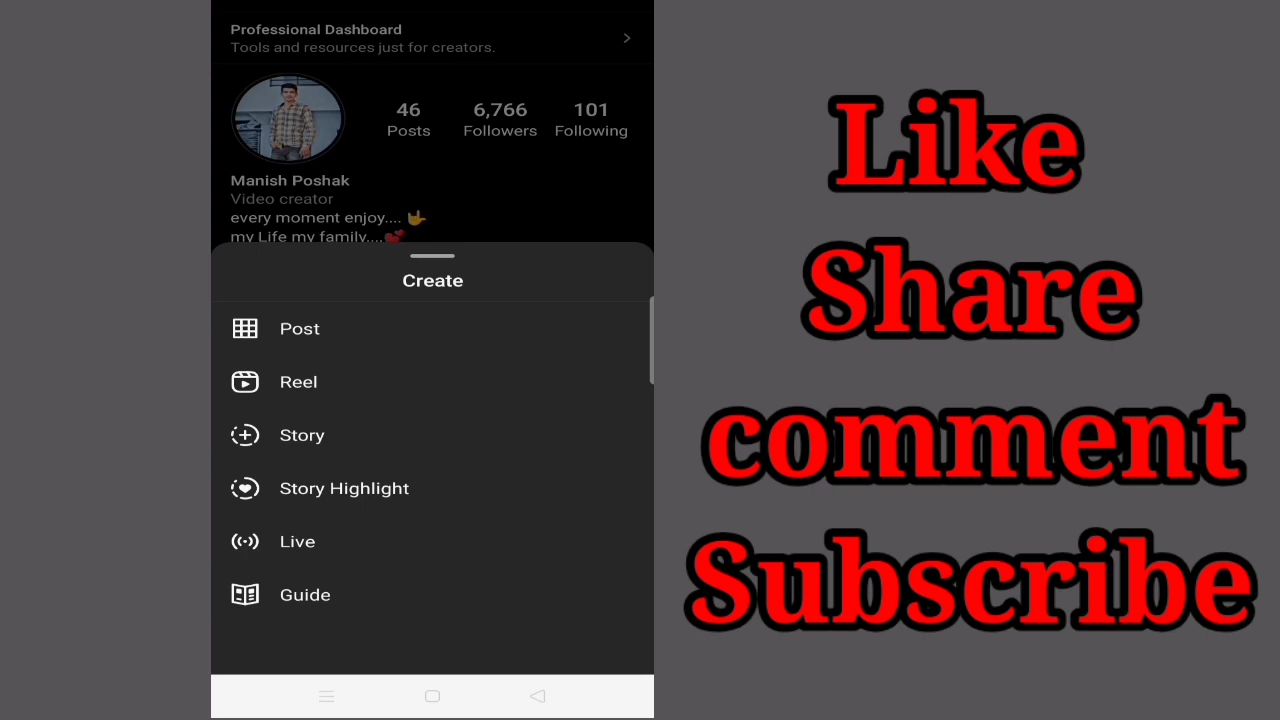 Professional Dashboard
Tools and resources just for creators.
46 6,766 101
Posts Followers Following
Manish Poshak
Video creator
every moment enjoy.... 🤟
my Life my family....💕
Create
Post
Reel
Story
Story Highlight
Live
Guide
Like
Share
comment
Subscribe